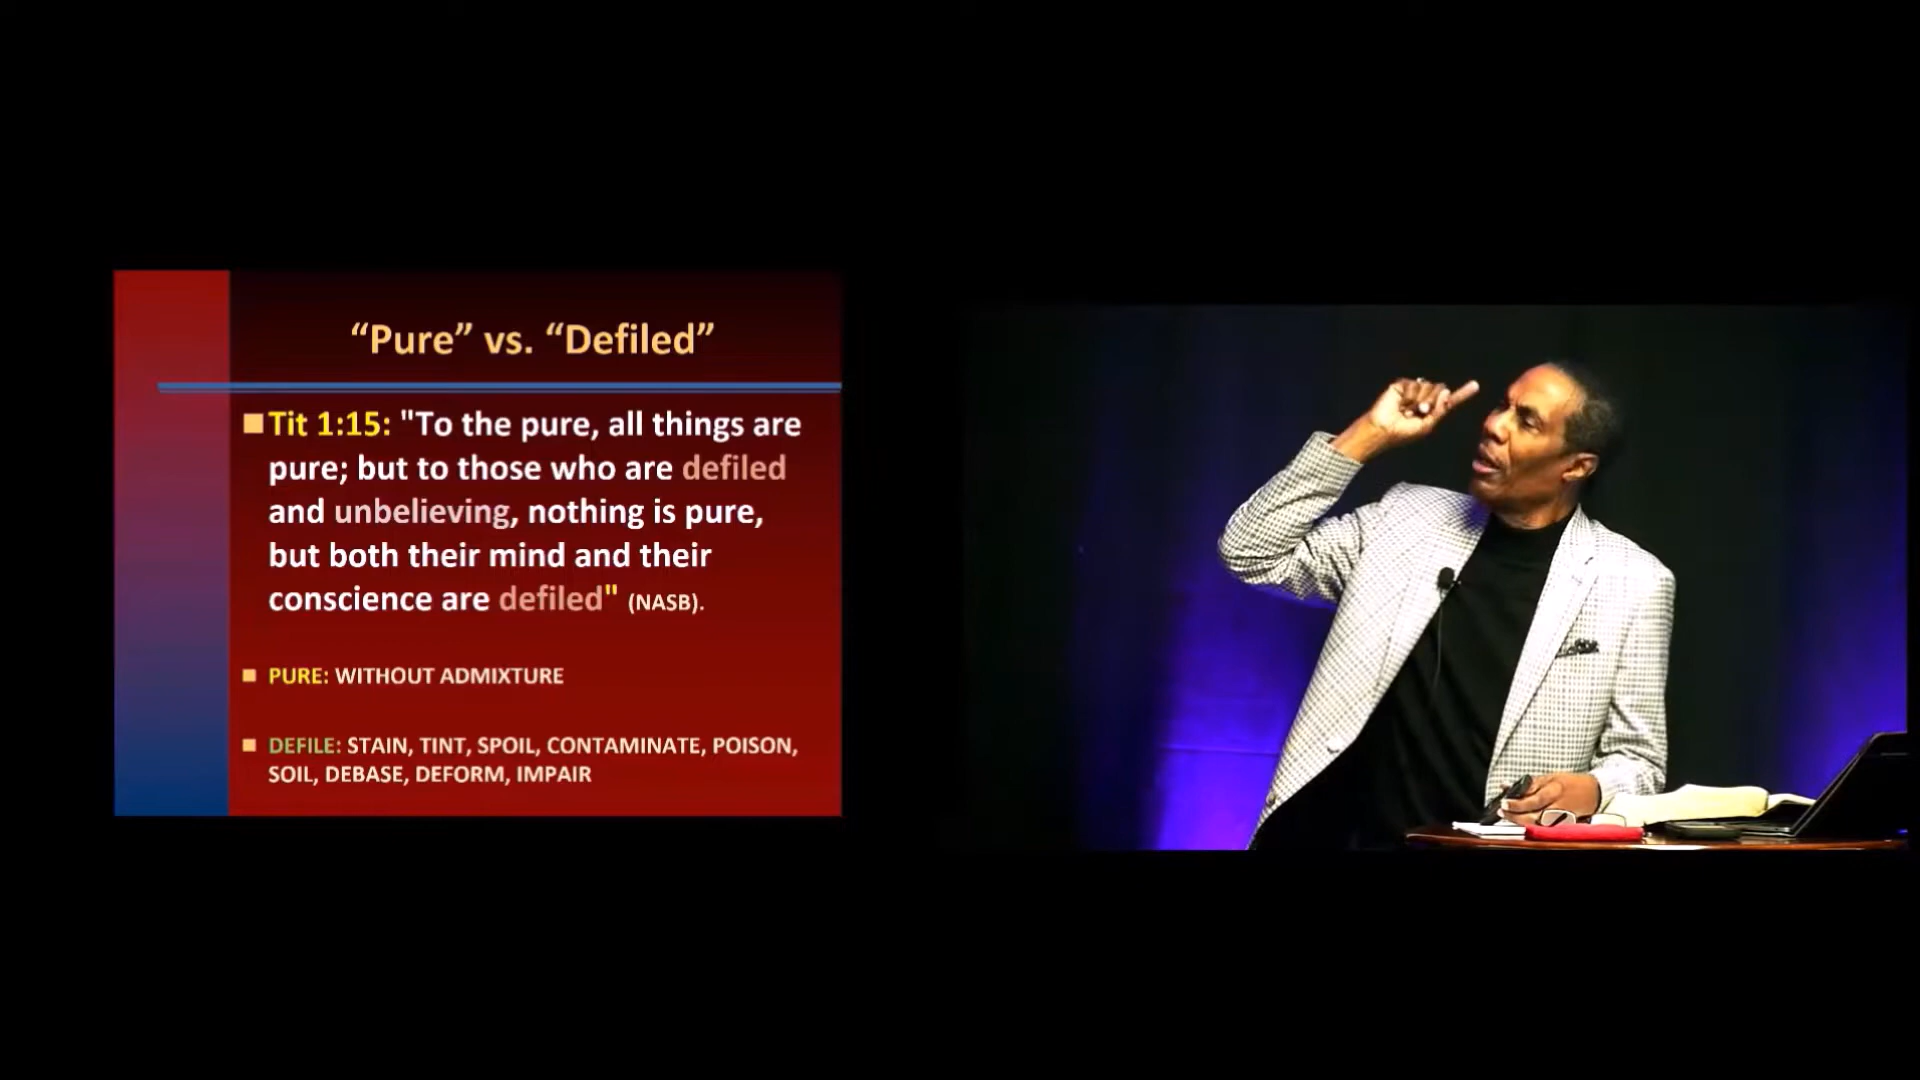 “Pure” vs. “Defiled”
Tit 1:15: "To the pure, all things are
pure; but to those who are defiled
and unbelieving, nothing is pure,
but both their mind and their
conscience are defiled" (NASB).
PURE: WITHOUT ADMIXTURE
DEFILE: STAIN, TINT, SPOIL, CONTAMINATE, POISON,
SOIL, DEBASE, DEFORM, IMPAIR